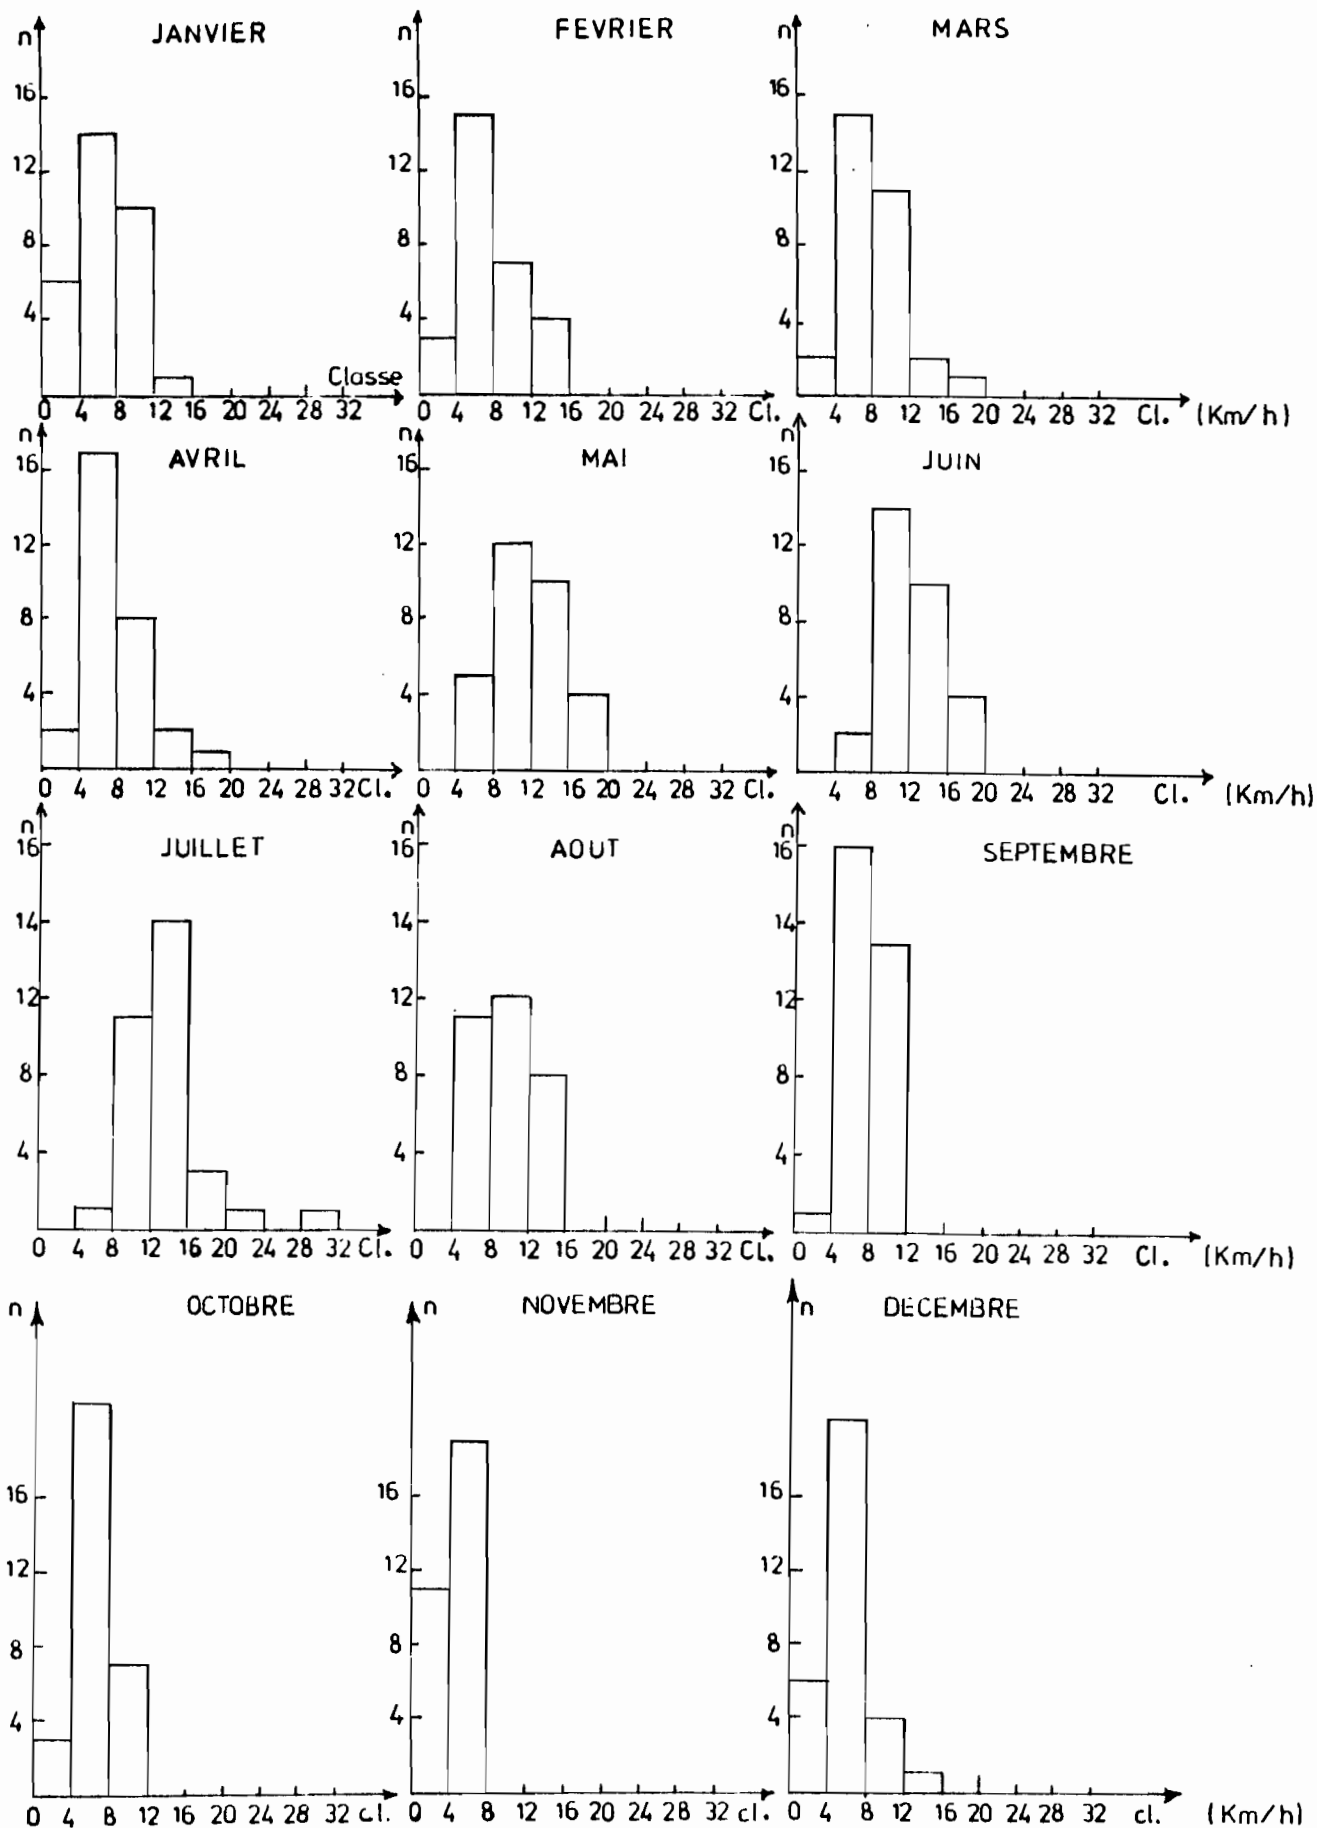 n JANVIER
16
12
8
4
Classe
0 4 8 12 16 20 24 28 32
n FEVRIER
16
12
8
4
0 4 8 12 16 20 24 28 32 Cl.
n MARS
16
12
8
4
0 4 8 12 16 20 24 28 32 Cl. (Km/h)
n AVRIL
16
12
8
4
0 4 8 12 16 20 24 28 32 Cl.
n MAI
16
12
8
4
0 4 8 12 16 20 24 28 32 Cl.
n JUIN
16
12
8
4
0 4 8 12 16 20 24 28 32 Cl. (Km/h)
n
16 JUILLET
14
12
8
4
0 4 8 12 16 20 24 28 32 Cl.
n
16 AOUT
14
12
8
4
0 4 8 12 16 20 24 28 32 Cl.
n
16 SEPTEMBRE
14
12
8
4
0 4 8 12 16 20 24 28 32 Cl. (Km/h)
n OCTOBRE
16
12
8
4
0 4 8 12 16 20 24 28 32 cl.
n NOVEMBRE
16
12
8
4
0 4 8 12 16 20 24 28 32 cl.
n DECEMBRE
16
12
8
4
0 4 8 12 16 20 24 28 32 cl. (Km/h)